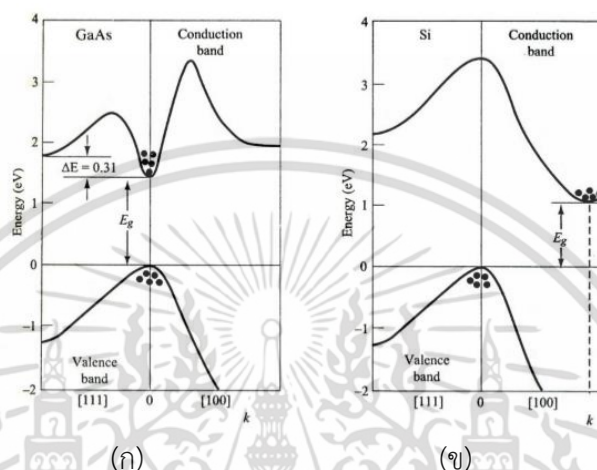 GaAs
Conduction
band
4
3
2
1
0
−1
−2
Energy (eV)
ΔE = 0.31
Eg
Valence
band
[111]
0
[100]
k
(ก)
Si
Conduction
band
4
3
2
1
0
−1
−2
Energy (eV)
Eg
Valence
band
[111]
0
[100]
k
(ข)